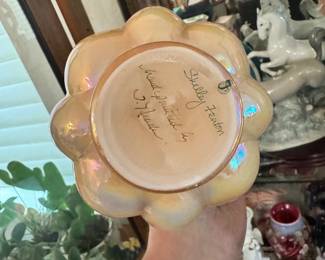 Shelley Fenton
Hand painted by